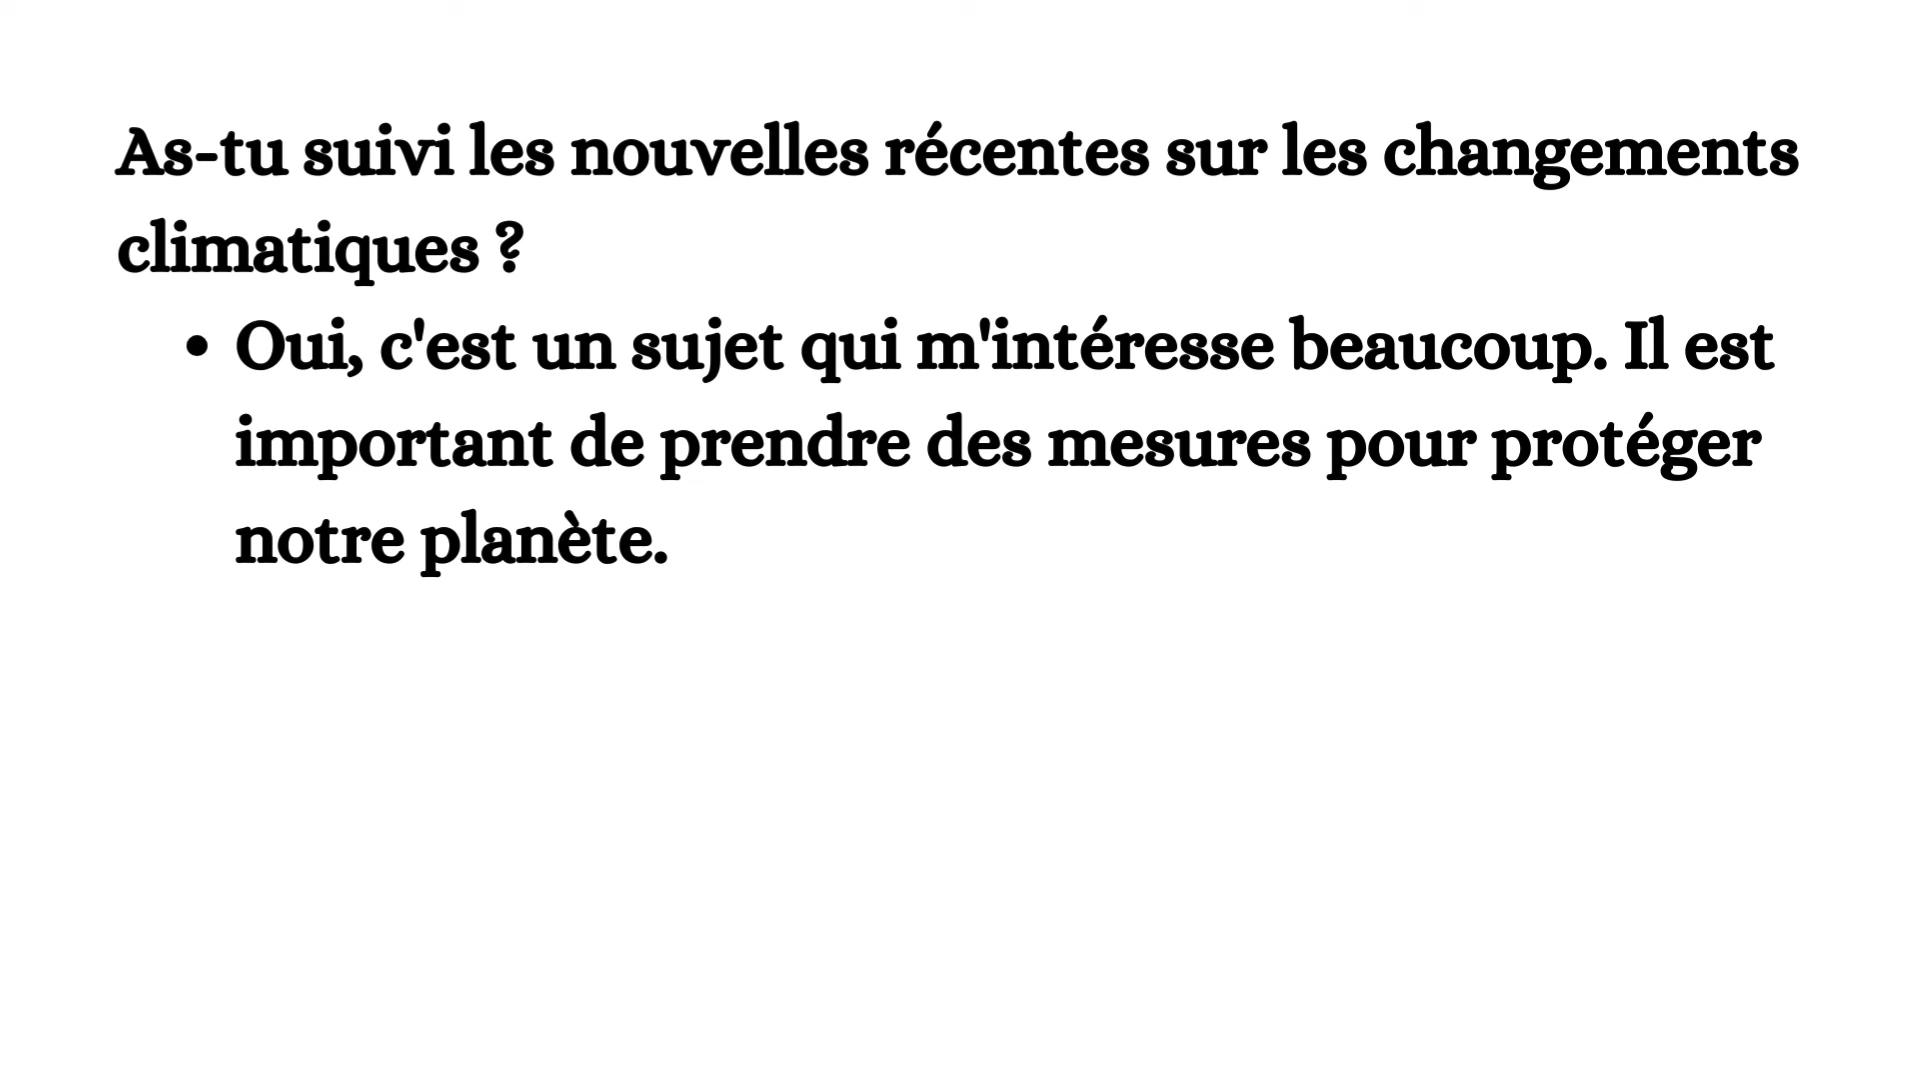 As-tu suivi les nouvelles récentes sur les changements
climatiques ?
• Oui, c'est un sujet qui m'intéresse beaucoup. Il est
important de prendre des mesures pour protéger
notre planète.